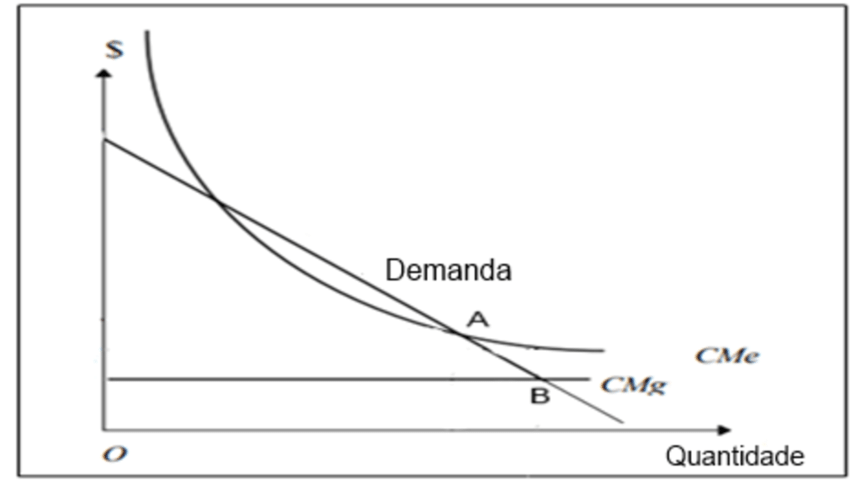 $
Demanda
A
CMe
CMg
B
O
Quantidade